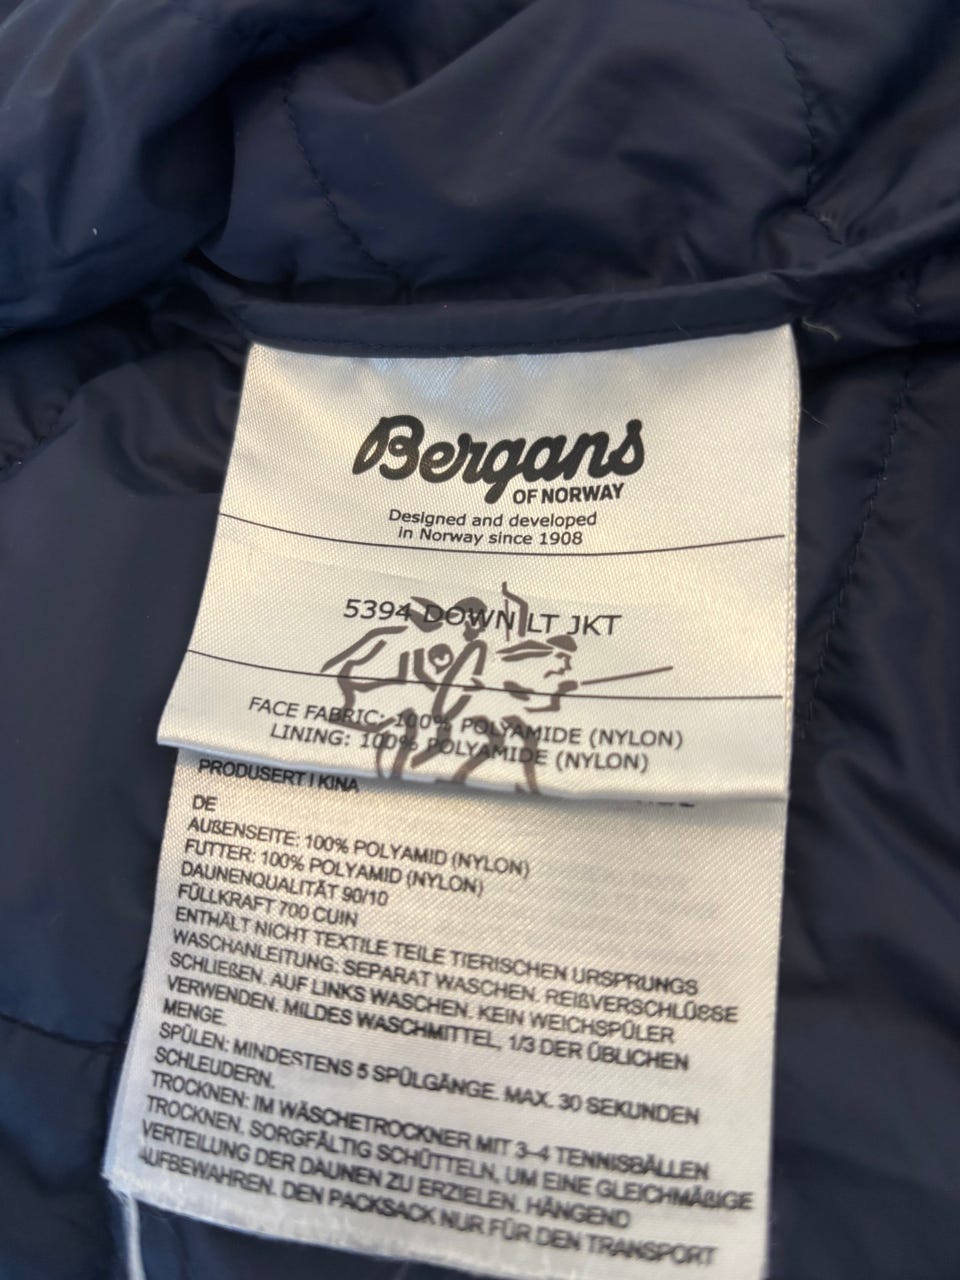 Bergans
OF NORWAY
Designed and developed
in Norway since 1908
5394 DOWN LT JKT
FACE FABRIC: 100% POLYAMIDE (NYLON)
LINING: 100% POLYAMIDE (NYLON)
PRODUSERT I KINA
DE
AUßENSEITE: 100% POLYAMID (NYLON)
FUTTER: 100% POLYAMID (NYLON)
DAUNENQUALITÄT 90/10
FÜLLKRAFT 700 CUIN
ENTHÄLT NICHT TEXTILE TEILE TIERISCHEN URSPRUNGS
WASCHANLEITUNG: SEPARAT WASCHEN. REIßVERSCHLÜSSE
SCHLIEßEN. AUF LINKS WASCHEN. KEIN WEICHSPÜLER
VERWENDEN. MILDES WASCHMITTEL, 1/3 DER ÜBLICHEN
MENGE.
SPÜLEN: MINDESTENS 5 SPÜLGÄNGE. MAX. 30 SEKUNDEN
SCHLEUDERN.
TROCKNEN: IM WÄSCHETROCKNER MIT 3-4 TENNISBÄLLEN
TROCKNEN. SORGFÄLTIG SCHÜTTELN, UM EINE GLEICHMÄßIGE
VERTEILUNG DER DAUNEN ZU ERZIELEN. HÄNGEND
AUFBEWAHREN. DEN PACKSACK NUR FÜR DEN TRANSPORT